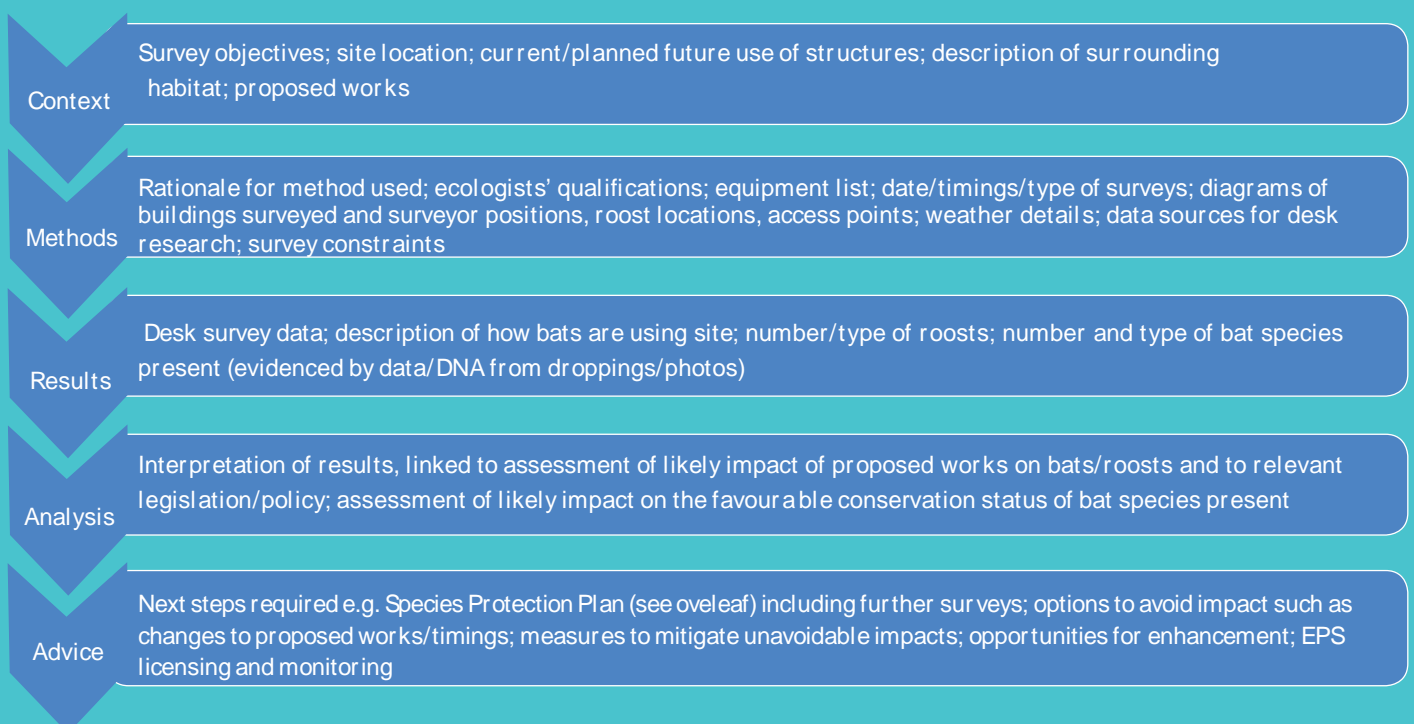 Context
Survey objectives; site location; current/planned future use of structures; description of surrounding
habitat; proposed works
Methods
Rationale for method used; ecologists' qualifications; equipment list; date/timings/type of surveys; diagrams of
buildings surveyed and surveyor positions, roost locations, access points; weather details; data sources for desk
research; survey constraints
Results
Desk survey data; description of how bats are using site; number/type of roosts; number and type of bat species
present (evidenced by data/DNA from droppings/photos)
Analysis
Interpretation of results, linked to assessment of likely impact of proposed works on bats/roosts and to relevant
legislation/policy; assessment of likely impact on the favourable conservation status of bat species present
Advice
Next steps required e.g. Species Protection Plan (see oveleaf) including further surveys; options to avoid impact such as
changes to proposed works/timings; measures to mitigate unavoidable impacts; opportunities for enhancement; EPS
licensing and monitoring